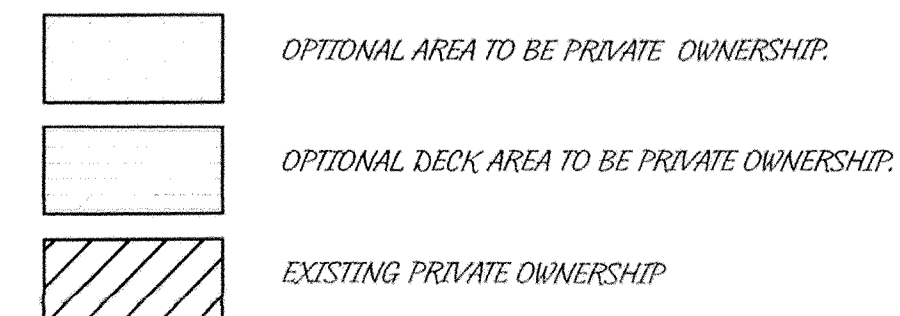 OPTIONAL AREA TO BE PRIVATE OWNERSHIP.
OPTIONAL DECK AREA TO BE PRIVATE OWNERSHIP.
EXISTING PRIVATE OWNERSHIP